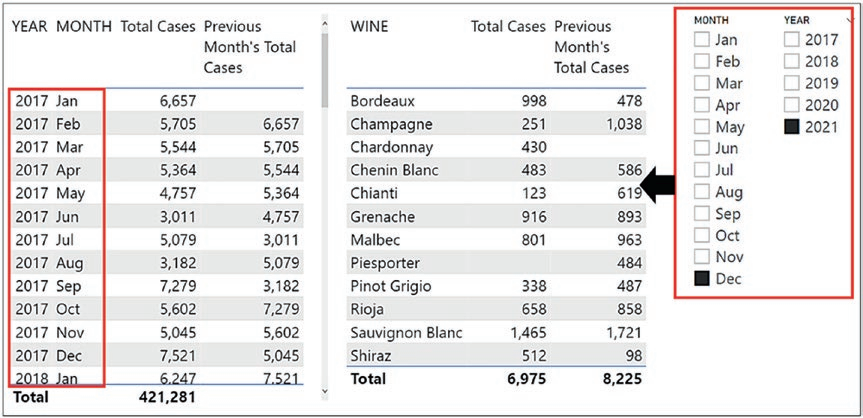 YEAR MONTH Total Cases Previous Month's Total Cases
2017 Jan 6,657
2017 Feb 5,705 6,657
2017 Mar 5,544 5,705
2017 Apr 5,364 5,544
2017 May 4,757 5,364
2017 Jun 3,011 4,757
2017 Jul 5,079 3,011
2017 Aug 3,182 5,079
2017 Sep 7,279 3,182
2017 Oct 5,602 7,279
2017 Nov 5,045 5,602
2017 Dec 7,521 5,045
2018 Jan 6,247 7,521
Total 421,281
WINE Total Cases Previous Month's Total Cases
Bordeaux 998 478
Champagne 251 1,038
Chardonnay 430
Chenin Blanc 483 586
Chianti 123 619
Grenache 916 893
Malbec 801 963
Piesporter 484
Pinot Grigio 338 487
Rioja 658 858
Sauvignon Blanc 1,465 1,721
Shiraz 512 98
Total 6,975 8,225
MONTH
Jan
Feb
Mar
Apr
May
Jun
Jul
Aug
Sep
Oct
Nov
Dec
YEAR
2017
2018
2019
2020
2021